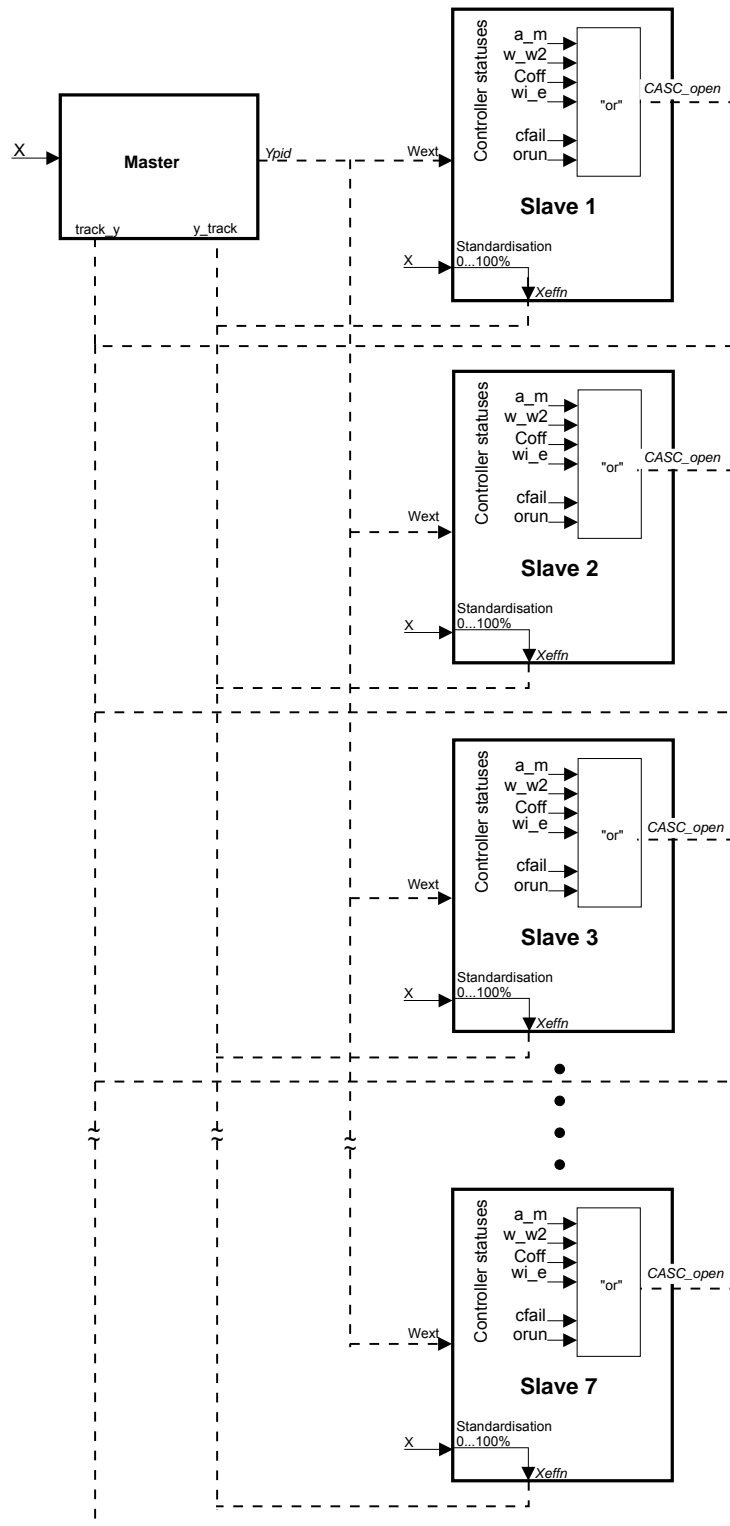 X
Master
Ypid
track_y
y_track
Controller statuses
a_m
w_w2
Coff
wi_e
cfail
orun
"or"
CASC_open
Wext
Slave 1
Standardisation
X
0...100%
Xeffn
Controller statuses
a_m
w_w2
Coff
wi_e
cfail
orun
"or"
CASC_open
Wext
Slave 2
Standardisation
X
0...100%
Xeffn
Controller statuses
a_m
w_w2
Coff
wi_e
cfail
orun
"or"
CASC_open
Wext
Slave 3
Standardisation
X
0...100%
Xeffn
Controller statuses
a_m
w_w2
Coff
wi_e
cfail
orun
"or"
CASC_open
Wext
Slave 7
Standardisation
X
0...100%
Xeffn